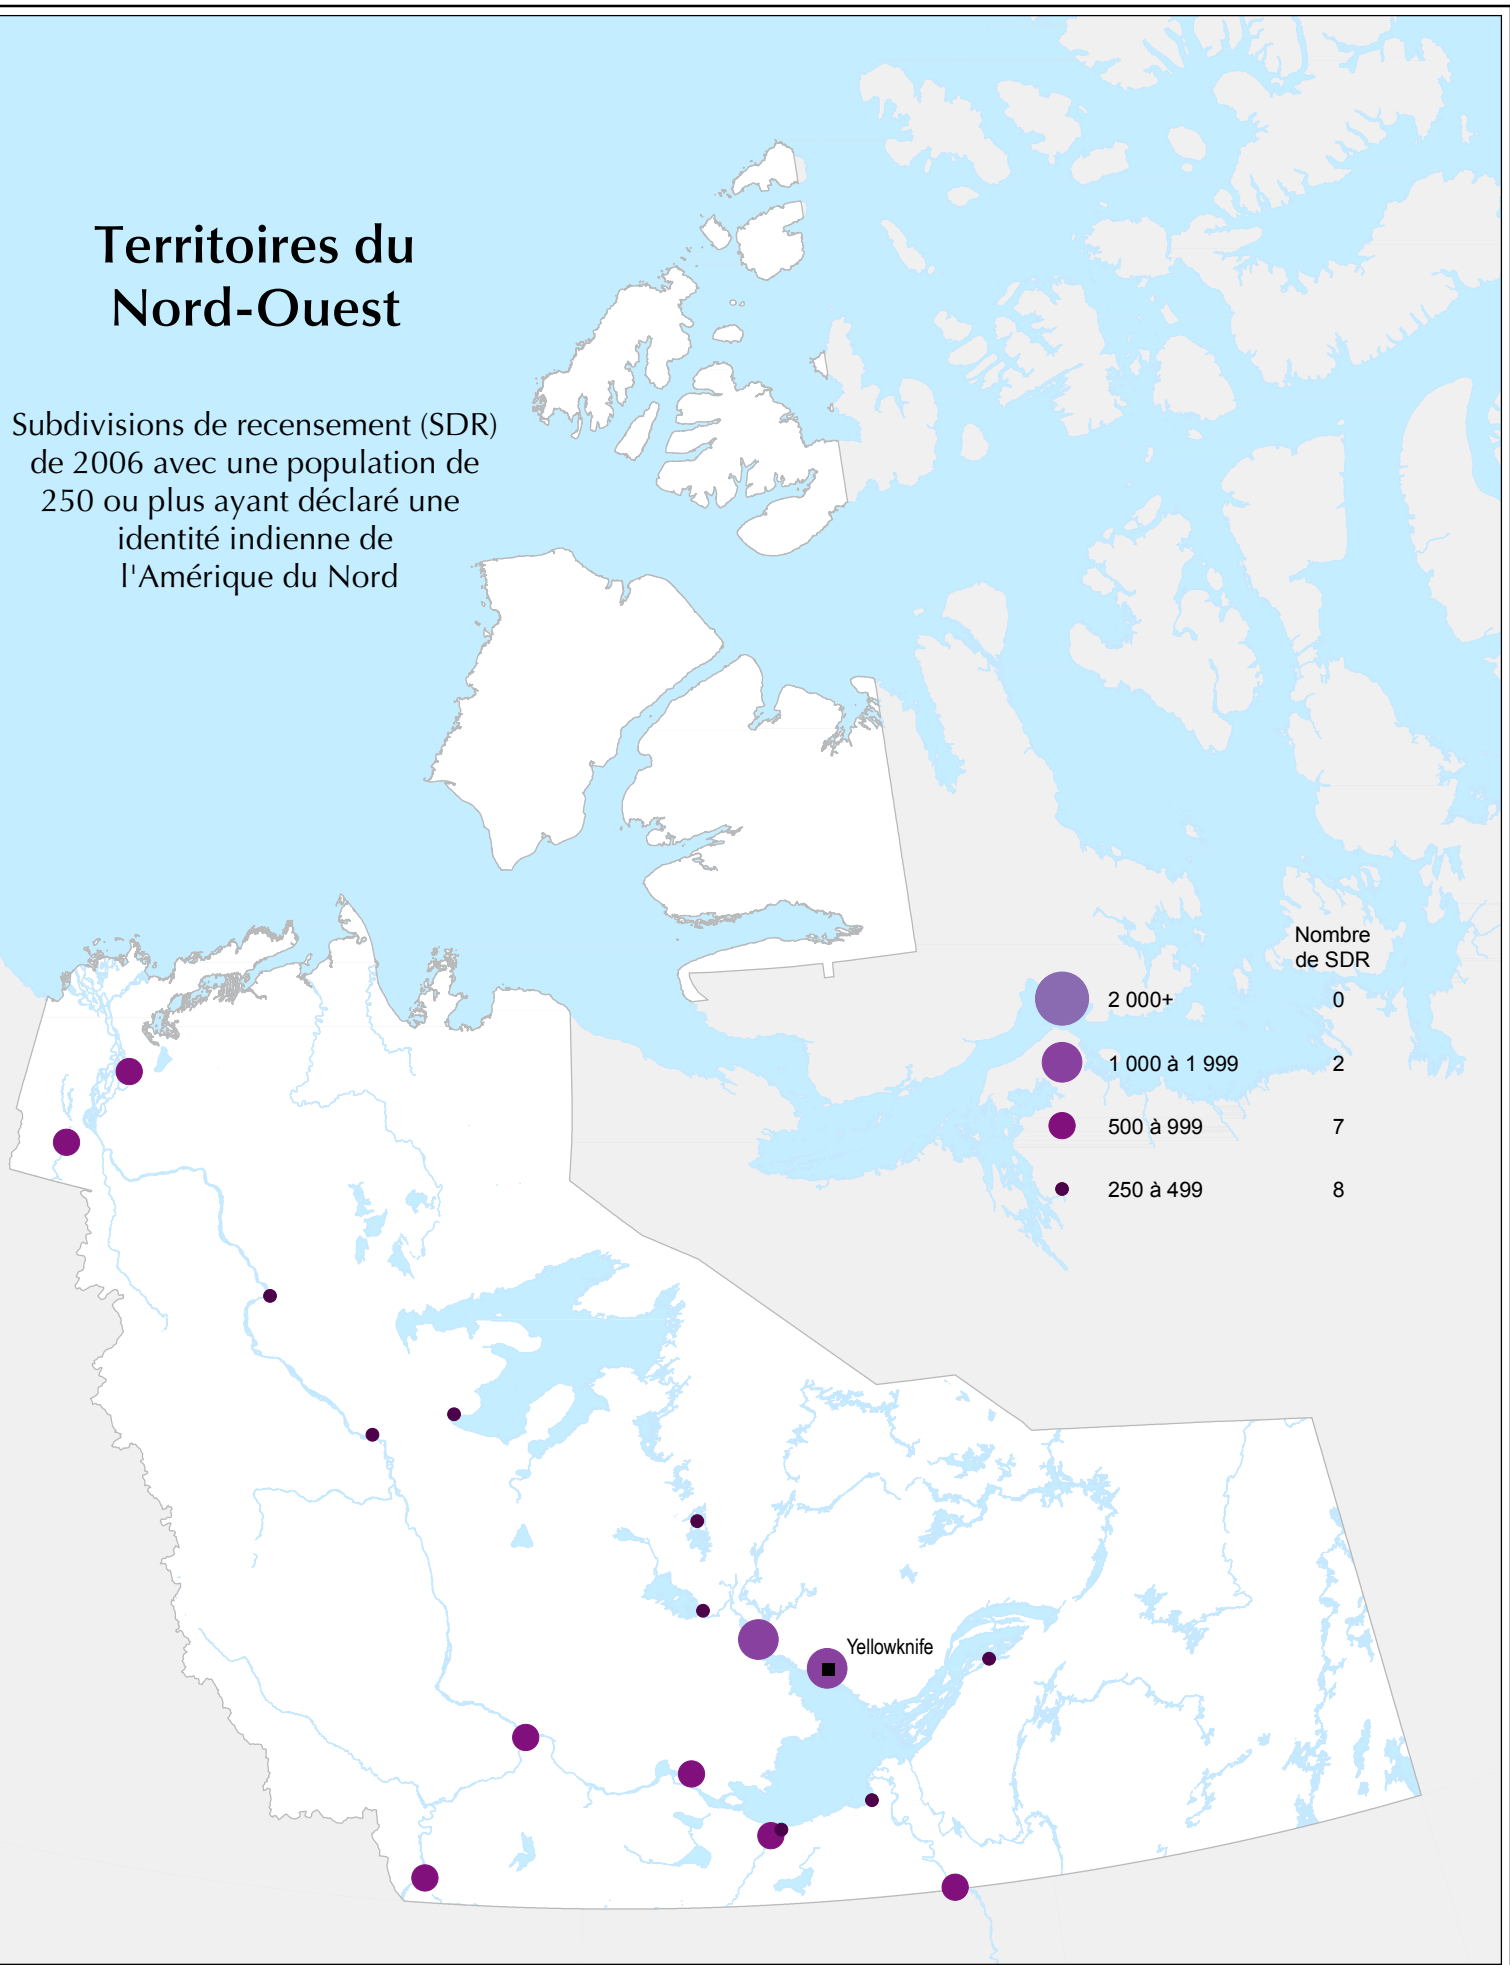 Territoires du
Nord-Ouest
Subdivisions de recensement (SDR)
de 2006 avec une population de
250 ou plus ayant déclaré une
identité indienne de
l'Amérique du Nord
Nombre
de SDR
2 000+ 0
1 000 à 1 999 2
500 à 999 7
250 à 499 8
Yellowknife